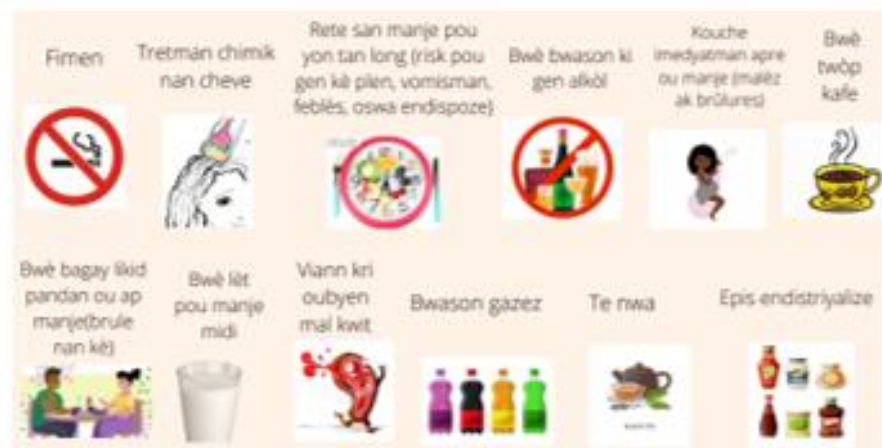 Fimen
Tretman chimik
nan cheve
Rete san manje pou
yon tan long (risk pou
gen kè plen, vomisman,
feblès, oswa endispoze)
Bwè bwason ki
gen alkòl
Kouche
imedyatman apre
ou manje (malèz
ak brûlures)
Bwè
twòp
kafe
Bwè bagay likid
pandan ou ap
manje(brule
nan kè)
Bwè lèt
pou manje
midi
Viann kri
oubyen
mal kwit
Bwason gazez
Te nwa
Epis endistriyalize